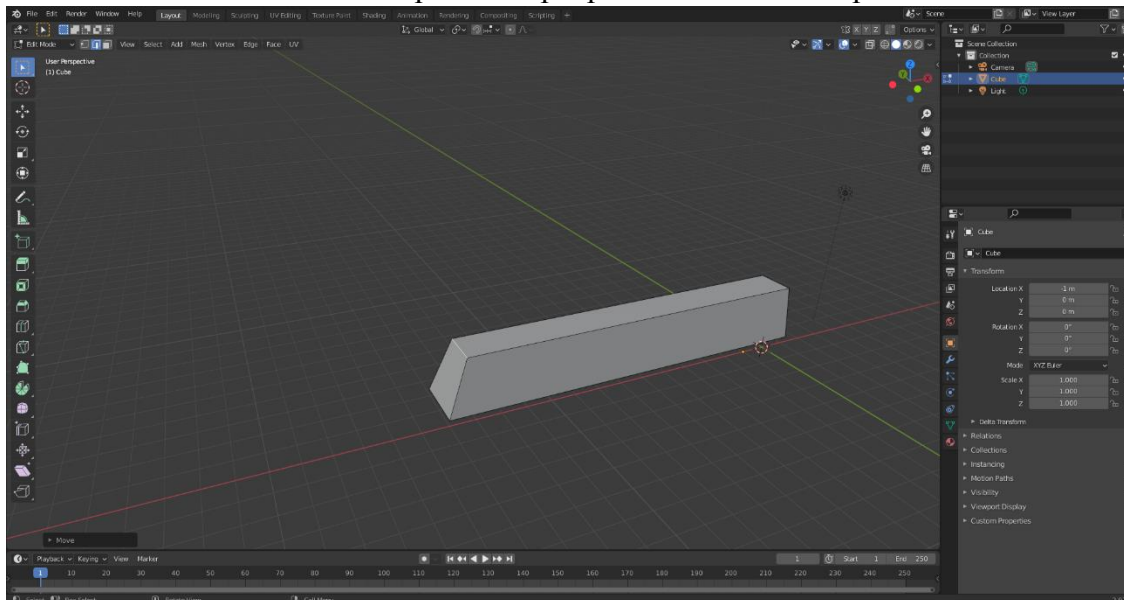 File Edit Render Window Help Layout Modeling Sculpting UV Editing Texture Paint Shading Animation Rendering Compositing Scripting + Scene View Layer
Global X Y Z Options
Edit Mode View Select Add Mesh Vertex Edge Face UV
User Perspective
(1) Cube
Z
Scene Collection
Collection
Camera
Cube
Light
Cube
Cube
Transform
Location X -1 m
Y 0 m
Z 0 m
Rotation X 0°
Y 0°
Z 0°
Mode XYZ Euler
Scale X 1.000
Y 1.000
Z 1.000
Delta Transform
Relations
Collections
Instancing
Motion Paths
Visibility
Viewport Display
Custom Properties
Move
Playback Keying View Marker 1 Start 1 End 250
1 10 20 30 40 50 60 70 80 90 100 110 120 130 140 150 160 170 180 190 200 210 220 230 240 250